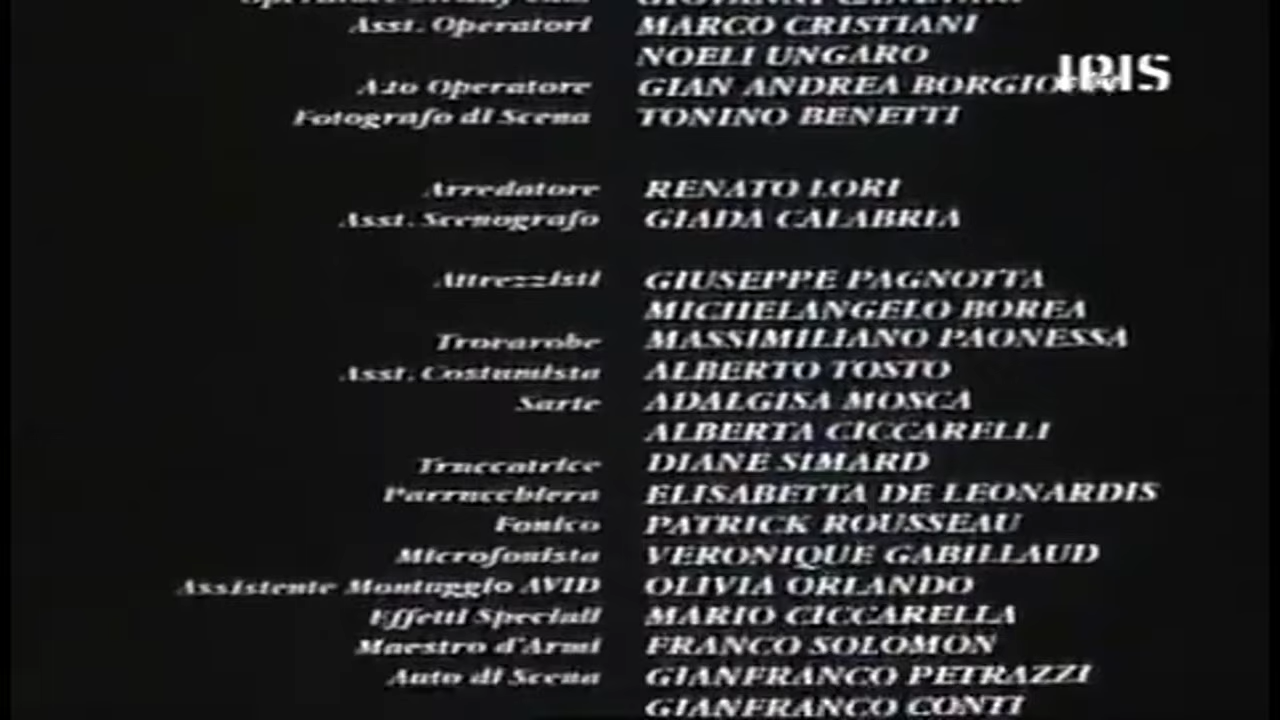 Asst. Operatori MARCO CRISTIANI
NOELI UNGARO
Aito Operatore GIAN ANDREA
IRIS
Fotografo di Scena TONINO BENETTI
Arredatore RENATO LORI
Asst. Scenografo GIADA CALABRIA
Attrezzisti GIUSEPPE PAGNOTTA
MICHELANGELO BOREA
Trovarobe MASSIMILIANO PAONESSA
Asst. Costumista ALBERTO TOSTO
Sarte ADALGISA MOSCA
ALBERTA CICCARELLI
Truccatrice DIANE SIMARD
Parrucchiera ELISABETTA DE LEONARDIS
Fonico PATRICK ROUSSEAU
Microfonista VERONIQUE GABILLAUD
Assistente Montaggio AVID OLIVIA ORLANDO
Effetti Speciali MARIO CICCARELLA
Maestro d'Armi FRANCO SOLOMON
Auto di Scena GIANFRANCO PETRAZZI
GIANFRANCO CONTI